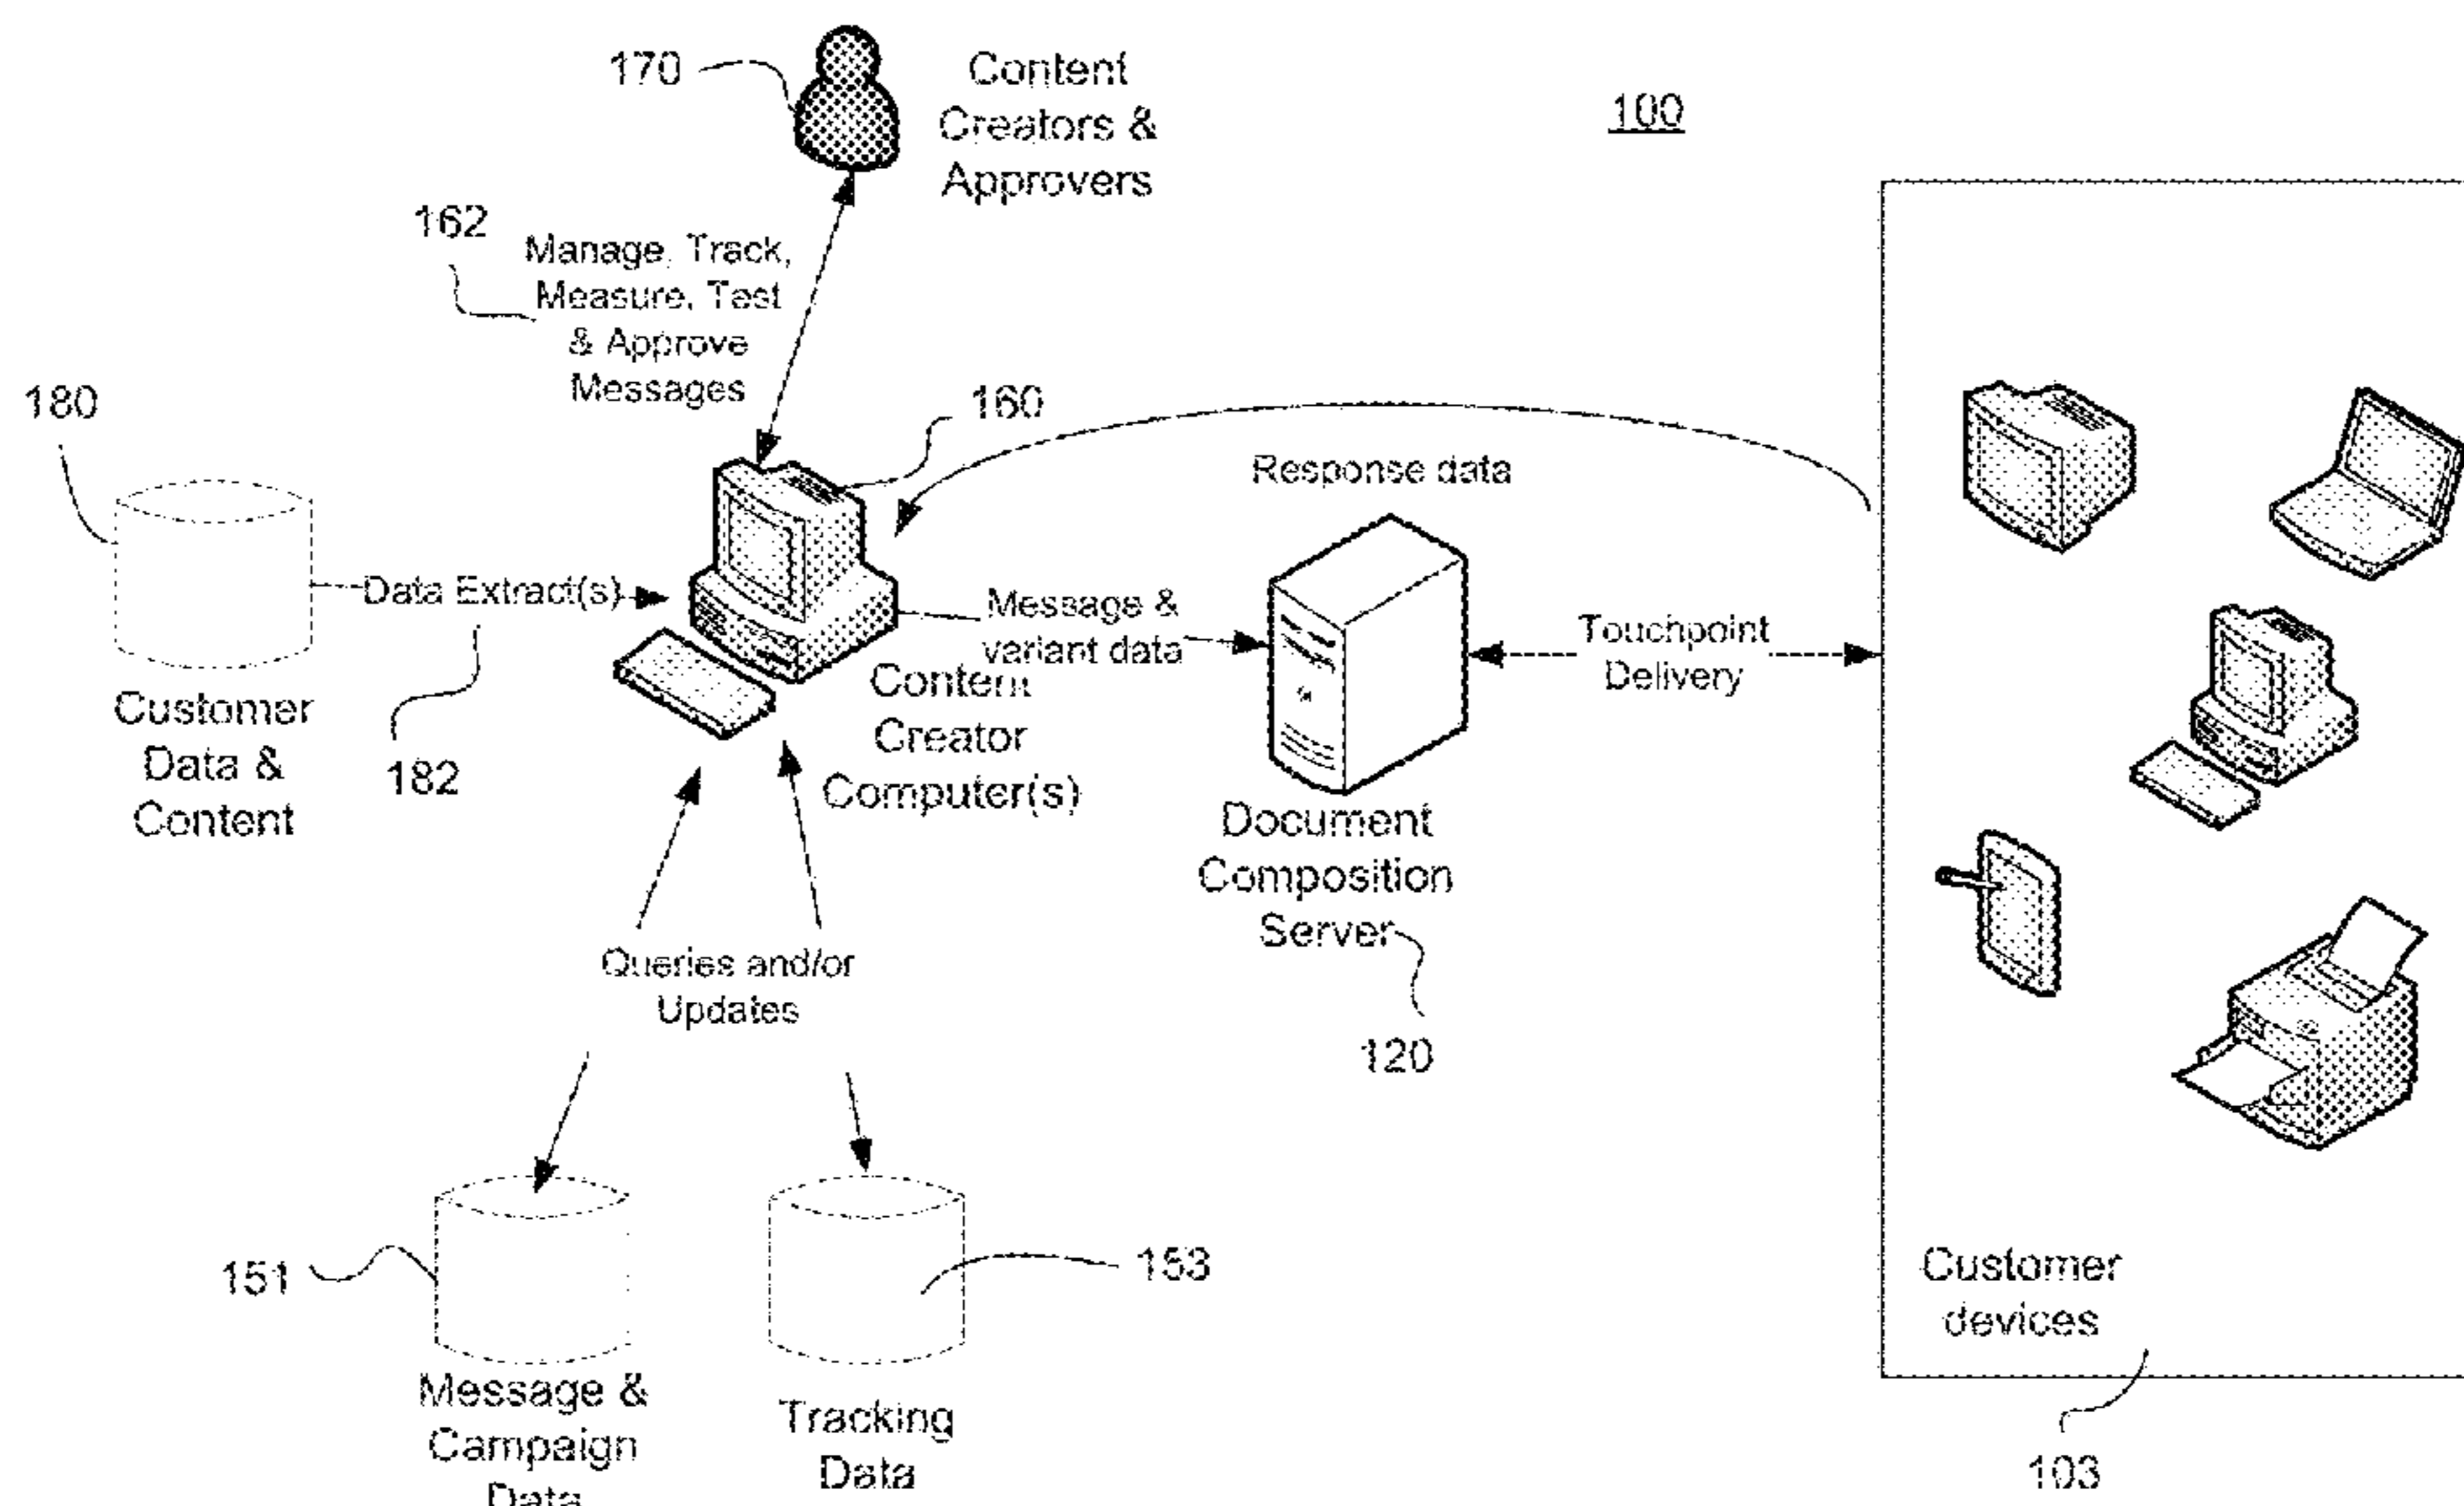 170
Content
Creators &
Approvers
100
162
Manage, Track,
Measure, Test
& Approve
Messages
180
160
Response data
Data Extract(s)
Message &
variant data
Touchpoint
Delivery
Customer
Data &
Content
182
Content
Creator
Computer(s)
Document
Composition
Server
120
Queries and/or
Updates
151
153
Message &
Campaign
Data
Tracking
Data
Customer
devices
103